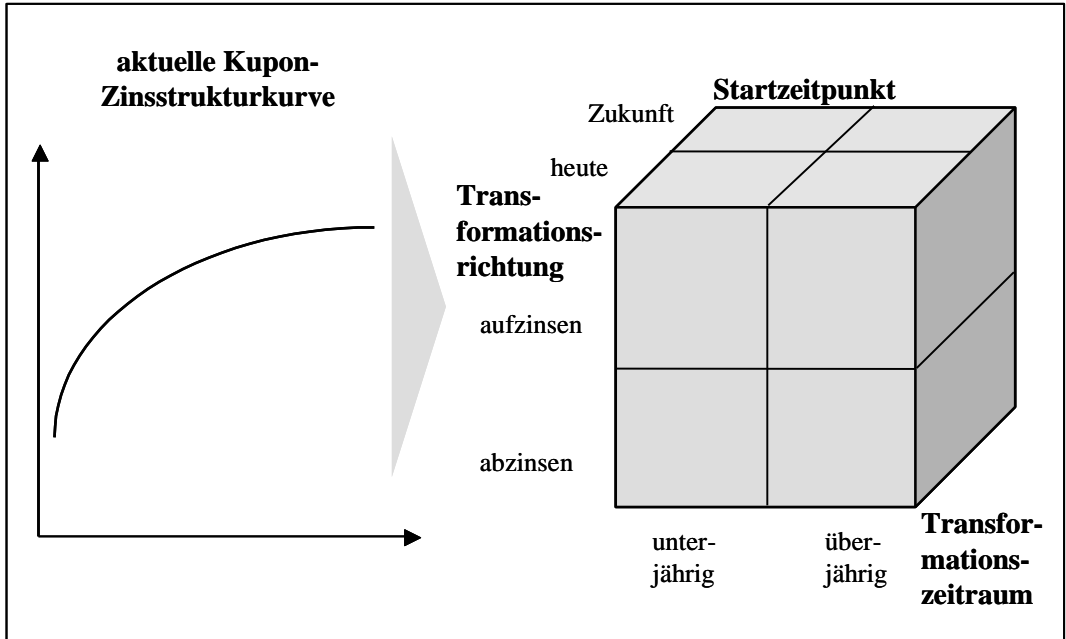 aktuelle Kupon-
Zinsstrukturkurve
Startzeitpunkt
Zukunft
heute
Trans-
formations-
richtung
aufzinsen
abzinsen
unter-
jährig
über-
jährig
Transfor-
mations-
zeitraum